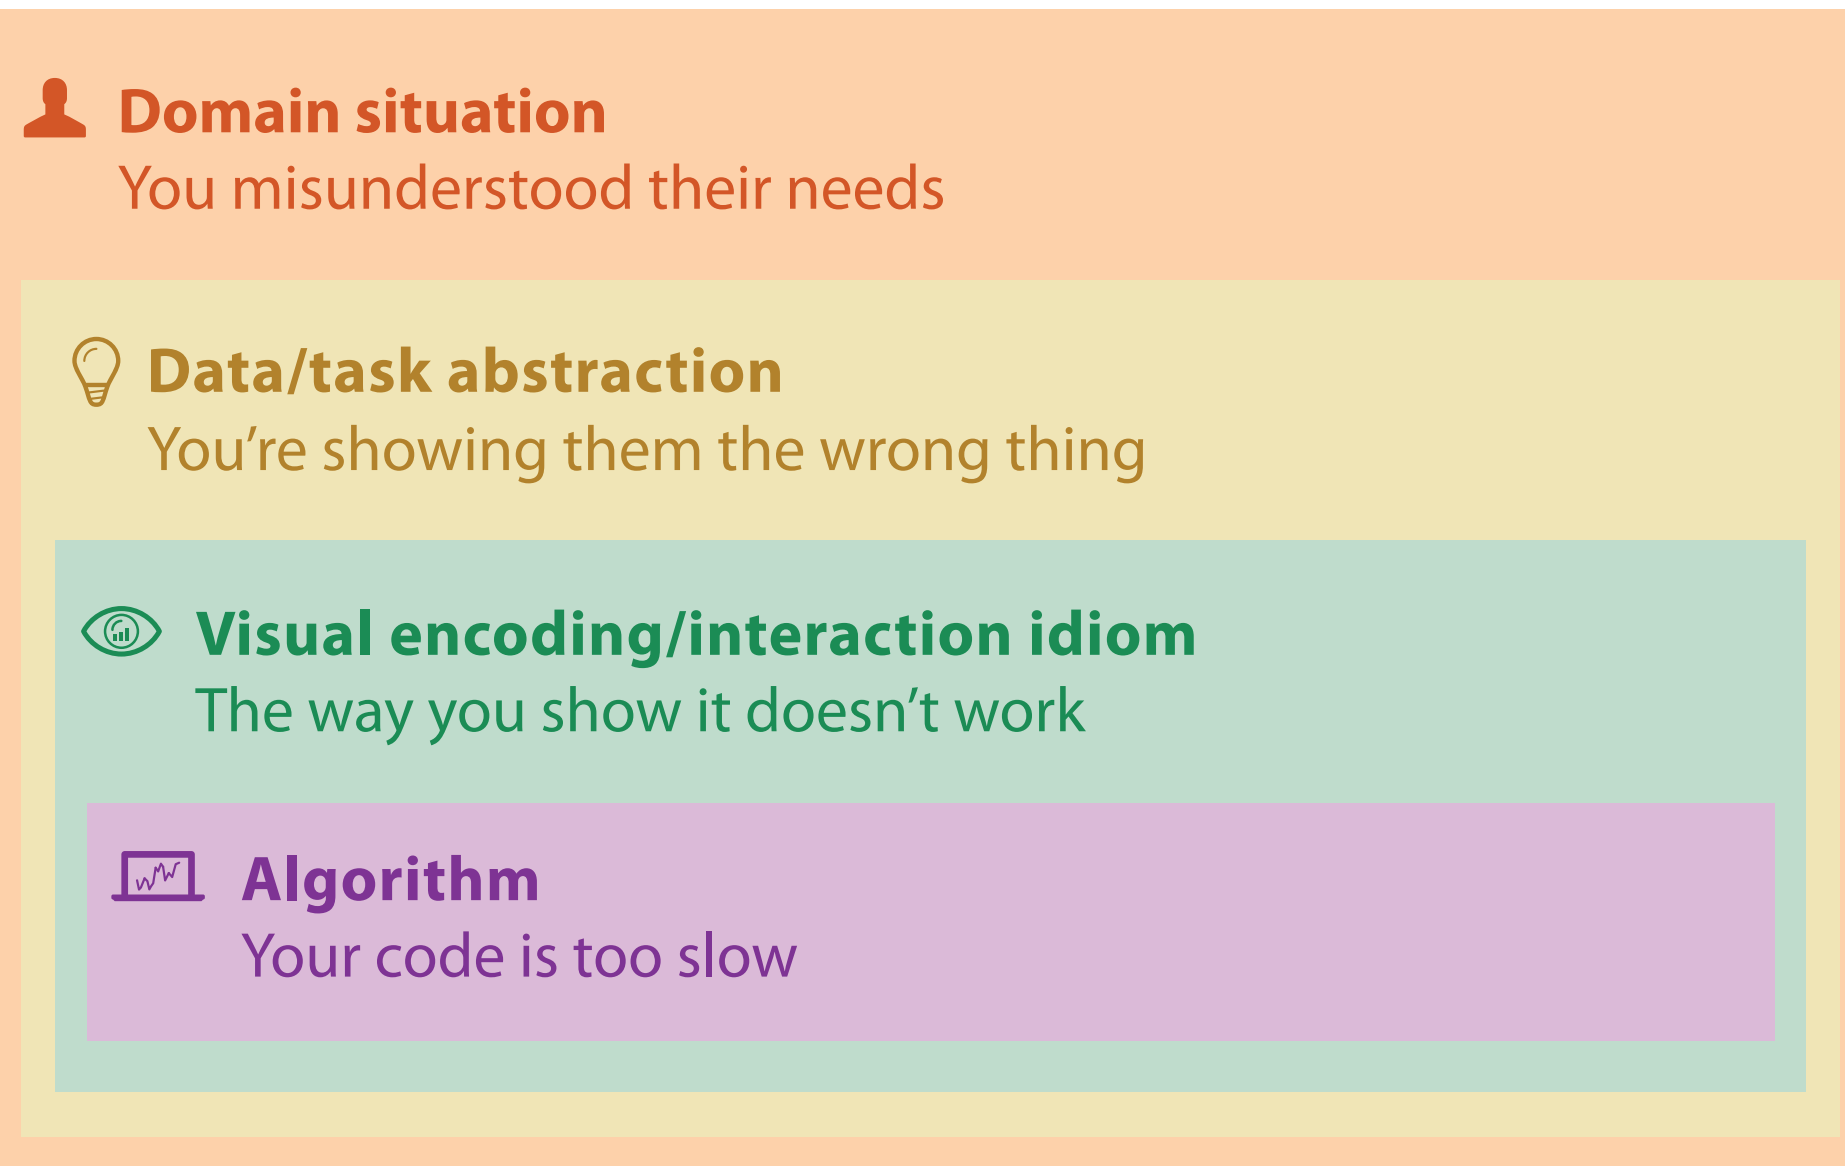 Domain situation
You misunderstood their needs
Data/task abstraction
You’re showing them the wrong thing
Visual encoding/interaction idiom
The way you show it doesn’t work
Algorithm
Your code is too slow